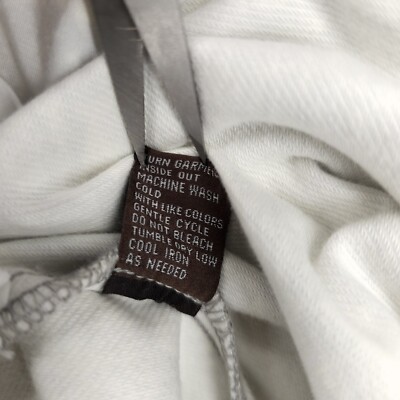 TURN GARMENT
INSIDE OUT
MACHINE WASH
COLD
WITH LIKE COLORS
GENTLE CYCLE
DO NOT BLEACH
TUMBLE DRY LOW
COOL IRON
AS NEEDED